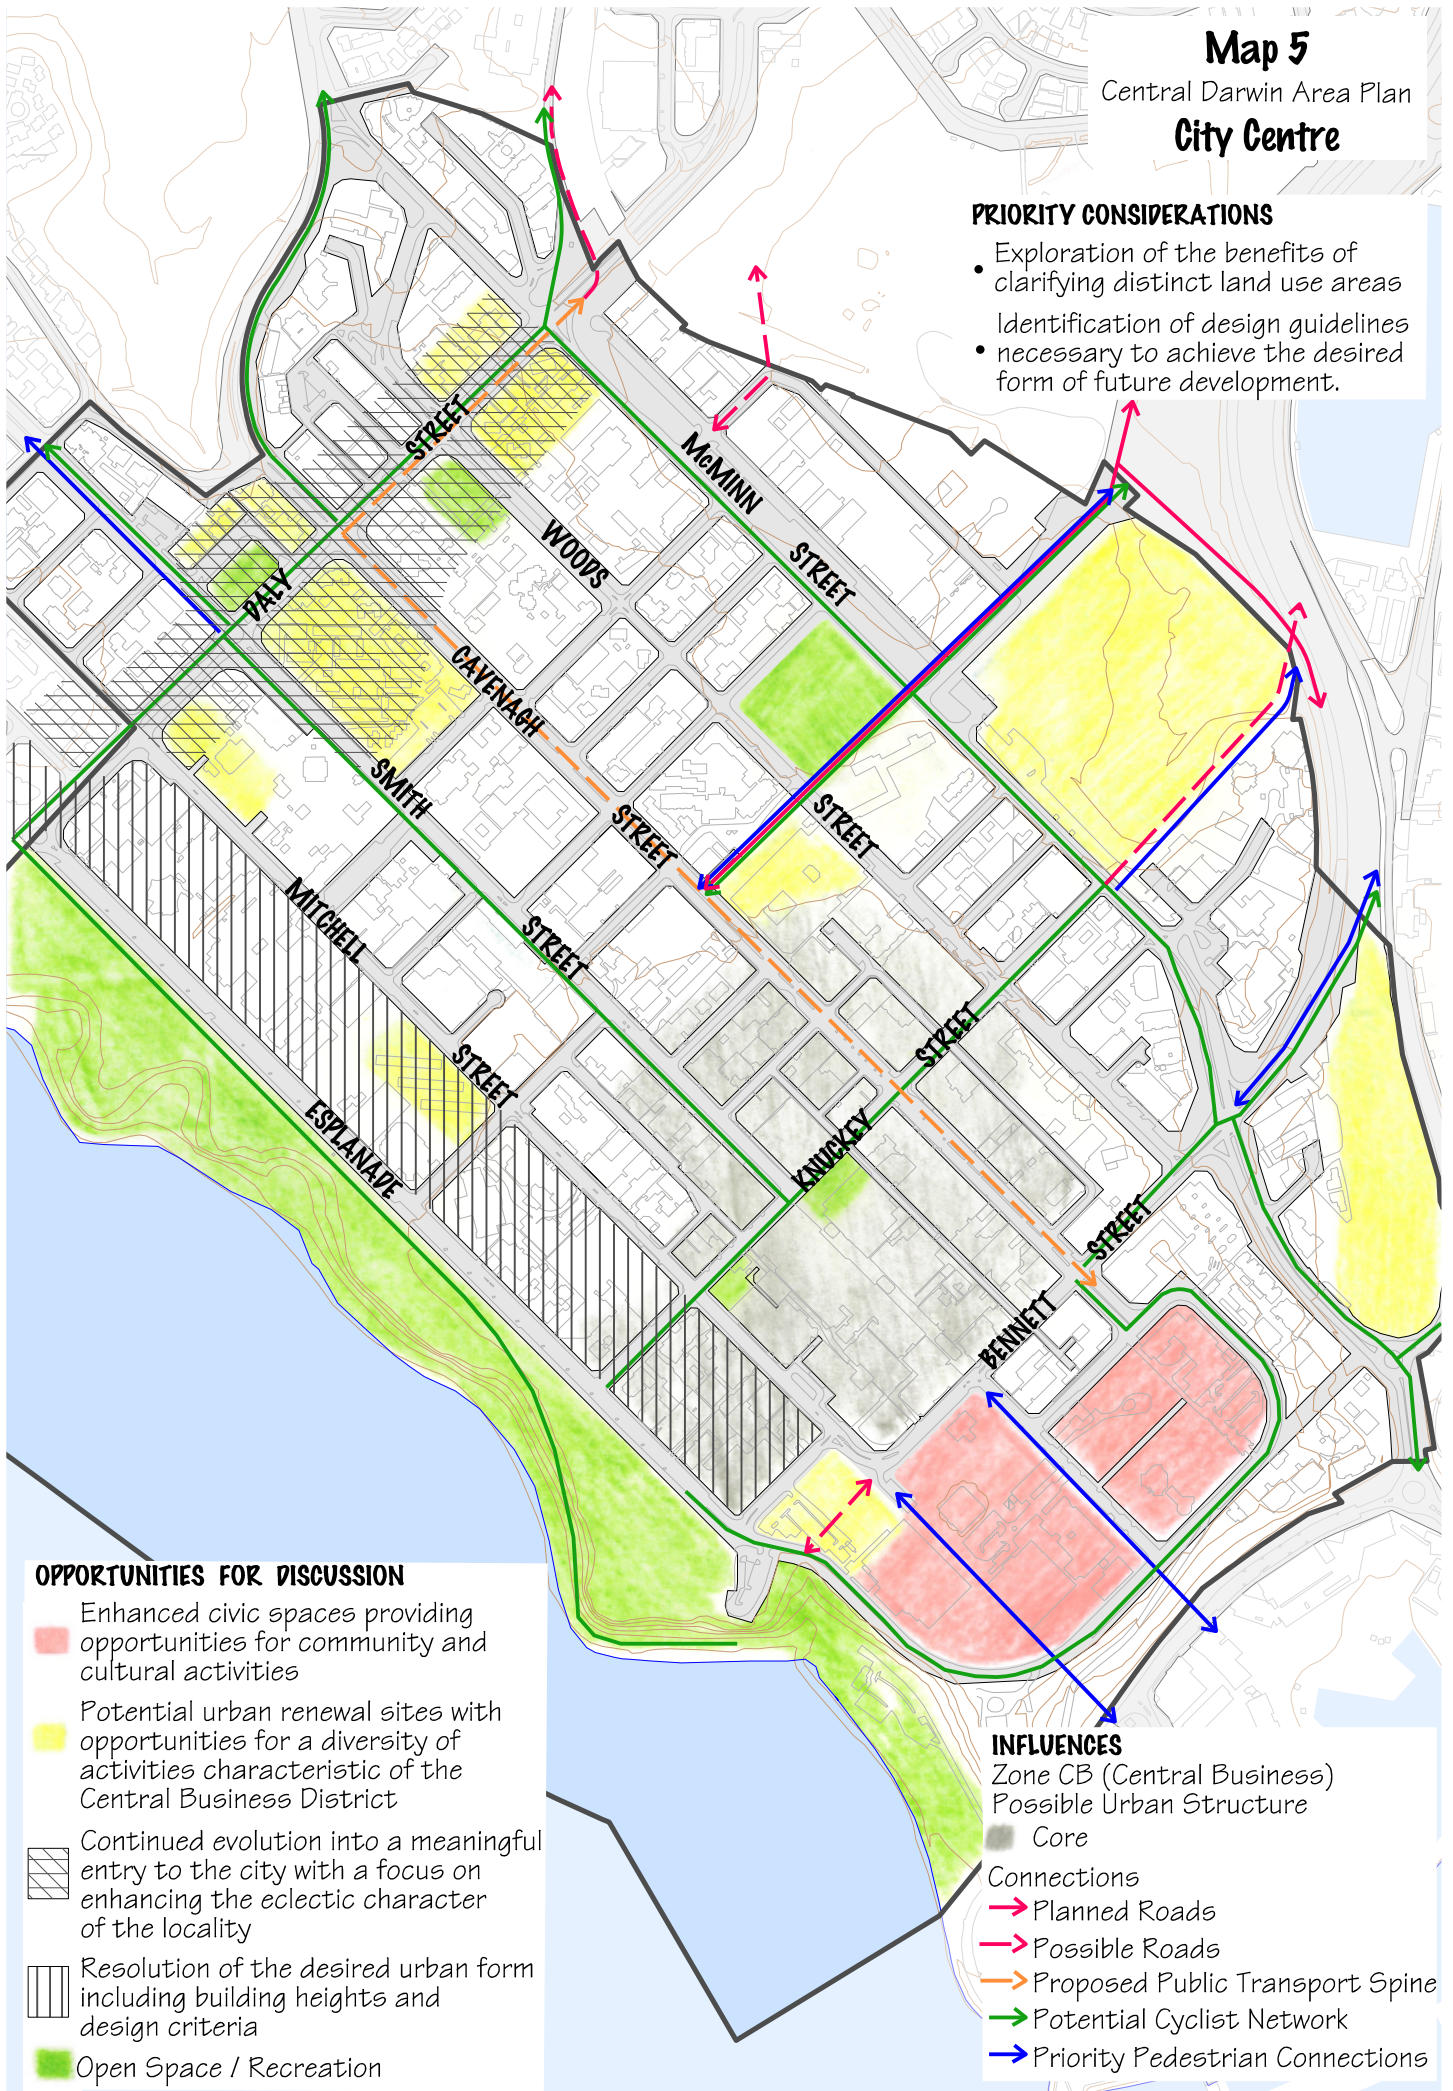 Map 5
Central Darwin Area Plan
City Centre
PRIORITY CONSIDERATIONS
• Exploration of the benefits of
clarifying distinct land use areas
Identification of design guidelines
• necessary to achieve the desired
form of future development.
STREET
McMINN
WOODS
STREET
DALY
CAVENAGH
SMITH
STREET
STREET
MITCHELL
STREET
STREET
STREET
ESPLANADE
KNUCKEY
STREET
BENNETT
OPPORTUNITIES FOR DISCUSSION
Enhanced civic spaces providing
opportunities for community and
cultural activities
Potential urban renewal sites with
opportunities for a diversity of
activities characteristic of the
Central Business District
Continued evolution into a meaningful
entry to the city with a focus on
enhancing the eclectic character
of the locality
Resolution of the desired urban form
including building heights and
design criteria
Open Space / Recreation
INFLUENCES
Zone CB (Central Business)
Possible Urban Structure
Core
Connections
Planned Roads
Possible Roads
Proposed Public Transport Spine
Potential Cyclist Network
Priority Pedestrian Connections